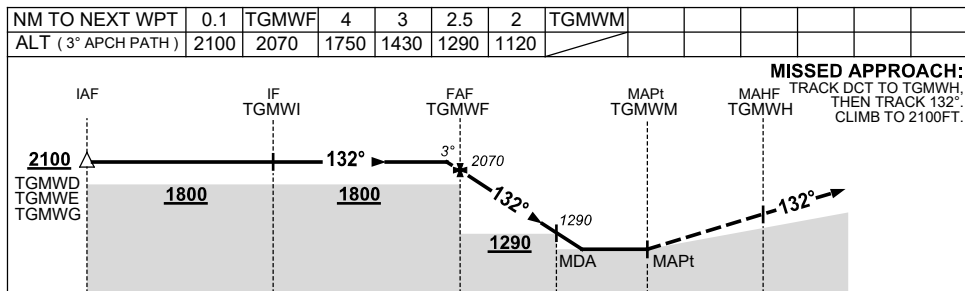 NM TO NEXT WPT 0.1 TGMWF 4 3 2.5 2 TGMWM
ALT ( 3° APCH PATH ) 2100 2070 1750 1430 1290 1120
MISSED APPROACH:
TRACK DCT TO TGMWH,
THEN TRACK 132°.
CLIMB TO 2100FT.
IAF
IF
TGMWI
FAF
TGMWF
MAPt
TGMWM
MAHF
TGMWH
2100
132°
3°
2070
TGMWD
TGMWE
TGMWG
1800
1800
132°
132°
1290
1290
MDA
MAPt